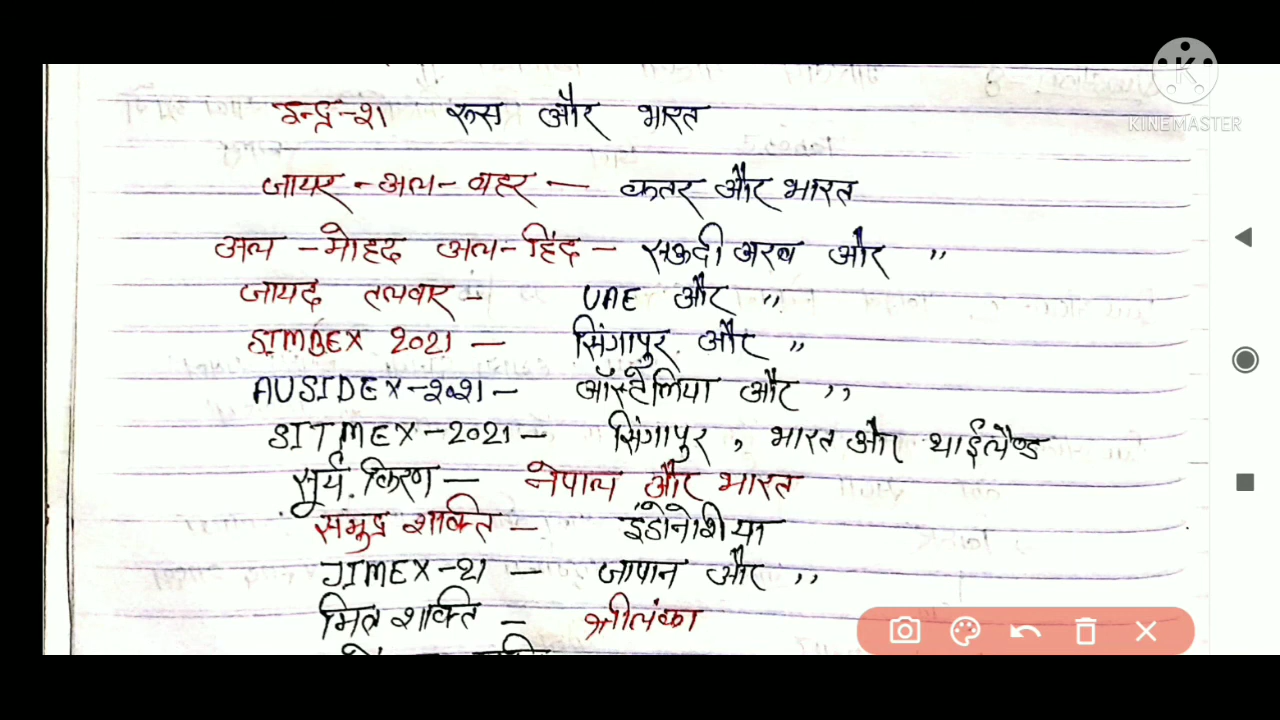 KINEMASTER
इन्द्र-21 रूस और भारत
जायर-अल-बहर — कतर और भारत
अल-मोहद अल-हिंद - सऊदी अरब और "
जायद तलवार - UAE और "
SIMBEX 2021 - सिंगापुर और "
AUSIDEX-2021- ऑस्ट्रेलिया और "
SITMEX-2021- सिंगापुर, भारत और थाईलैण्ड
सूर्य किरण - नेपाल और भारत
समुद्र शक्ति - इंडोनेशिया
JIMEX-21 - जापान और "
मित्र शक्ति - श्रीलंका